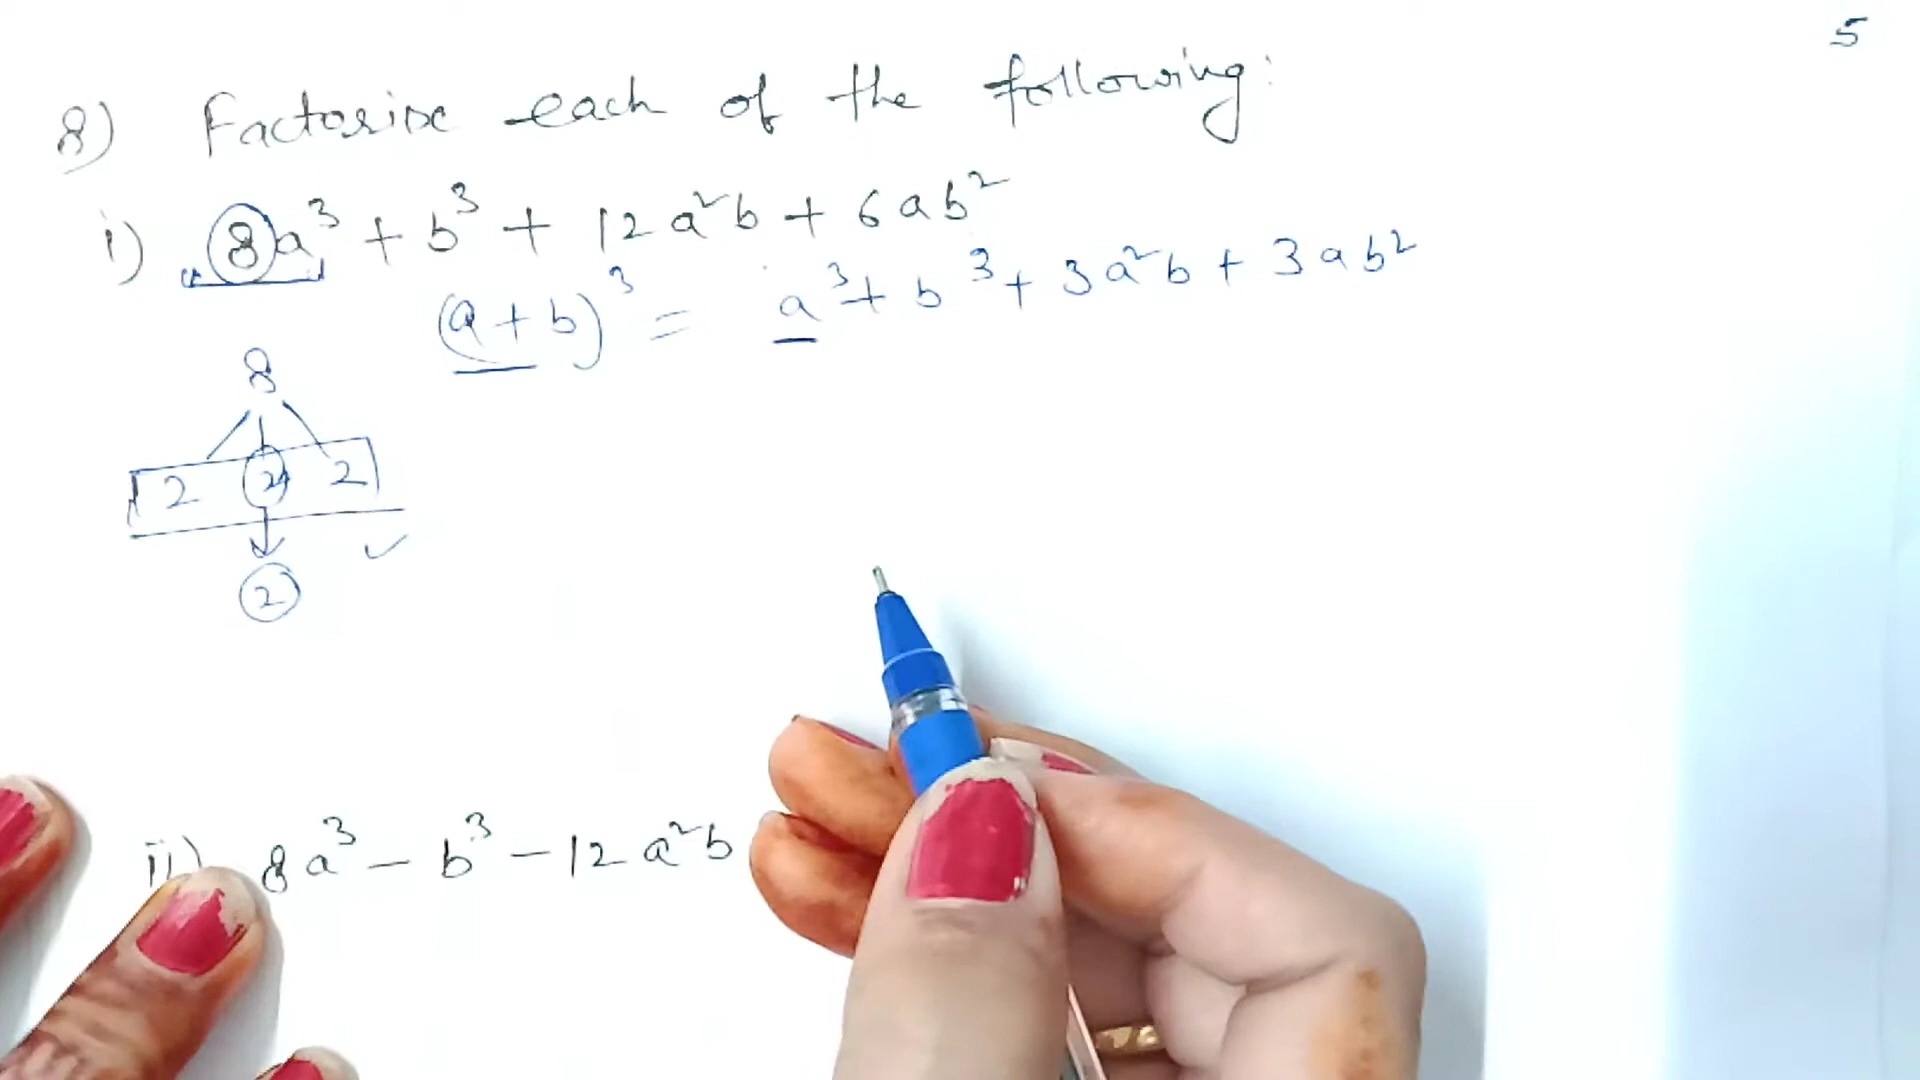 5
8) Factorise each of the following:
i) 8a³ + b³ + 12a²b + 6ab²
(a + b)³ = a³ + b³ + 3a²b + 3ab²
8
2 2 2
2
ii) 8a³ - b³ - 12a²b